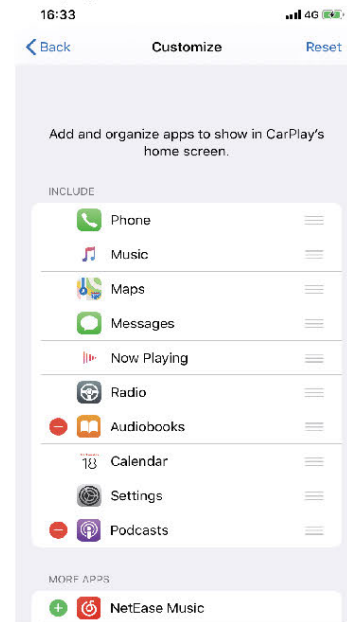 16:33
4G
Back Customize Reset
Add and organize apps to show in CarPlay's
home screen.
INCLUDE
Phone
Music
Maps
Messages
Now Playing
Radio
Audiobooks
18 Calendar
Settings
Podcasts
MORE APPS
NetEase Music